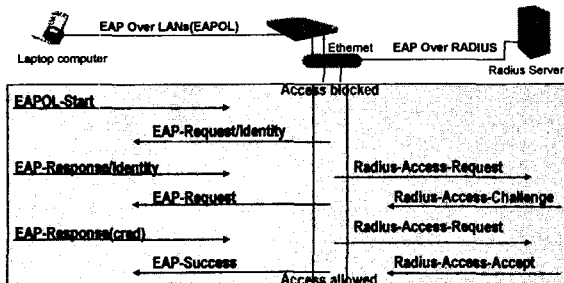 EAP Over LANs(EAPOL)
Ethernet
EAP Over RADIUS
Laptop computer
Radius Server
Access blocked
EAPOL-Start
EAP-Request/Identity
EAP-Response/Identity
Radius-Access-Request
EAP-Request
Radius-Access-Challenge
EAP-Response(cred)
Radius-Access-Request
EAP-Success
Radius-Access-Accept
Access allowed